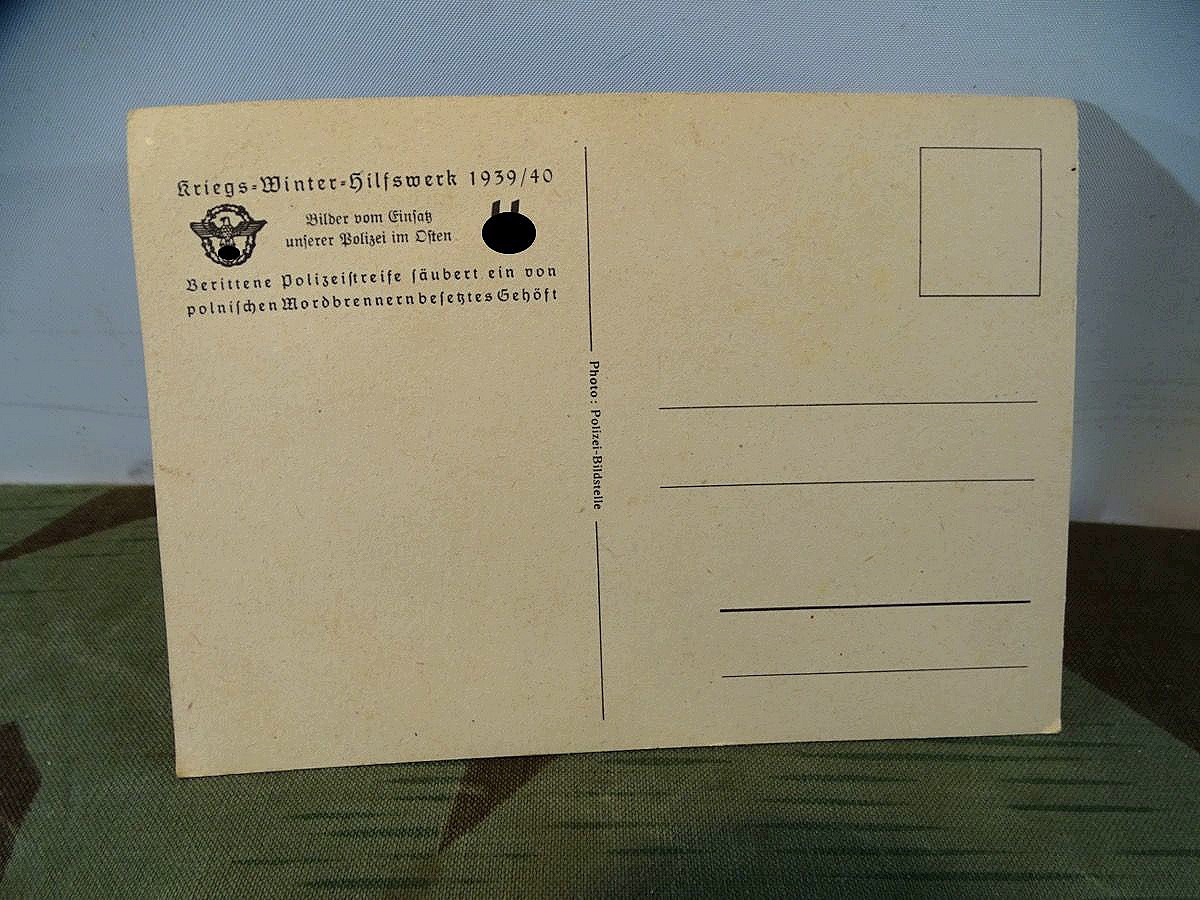 Kriegs-Winter-Hilfswerk 1939/40
Bilder vom Einsatz
unserer Polizei im Osten
Berittene Polizeistreife säubert ein von
polnischen Mordbrennern besetztes Gehöft
Photo: Polizei-Bildstelle